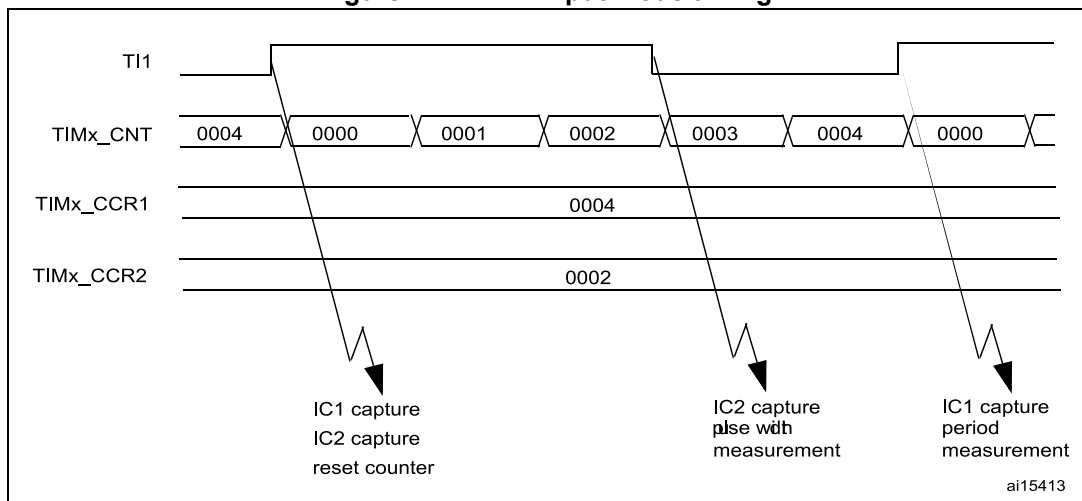 TI1
TIMx_CNT 0004 0000 0001 0002 0003 0004 0000
TIMx_CCR1 0004
TIMx_CCR2 0002
IC1 capture
IC2 capture
reset counter
IC2 capture
measurement
IC1 capture
period
measurement
ai15413